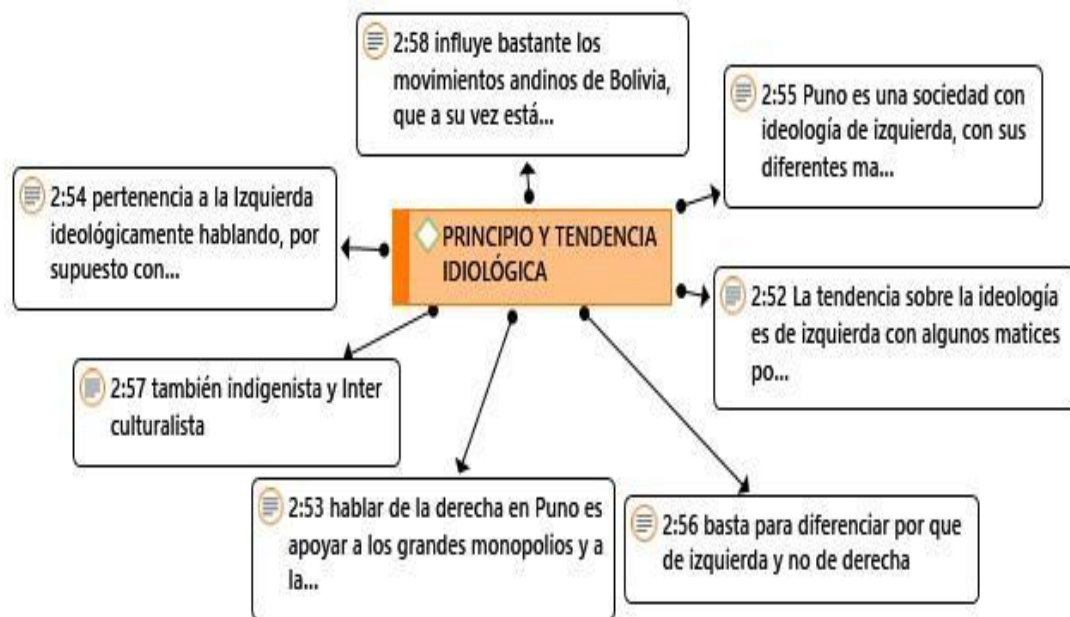 2:58 influye bastante los
movimientos andinos de Bolivia,
que a su vez está...
2:55 Puno es una sociedad con
ideología de izquierda, con sus
diferentes ma...
2:54 pertenencia a la Izquierda
ideológicamente hablando, por
supuesto con...
PRINCIPIO Y TENDENCIA
IDIOLÓGICA
2:52 La tendencia sobre la ideología
es de izquierda con algunos matices
po...
2:57 también indigenista y Inter
culturalista
2:53 hablar de la derecha en Puno es
apoyar a los grandes monopolios y a
la...
2:56 basta para diferenciar por que
de izquierda y no de derecha